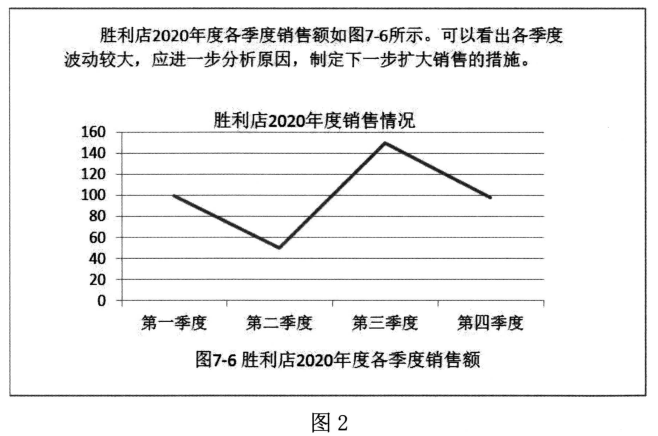 胜利店2020年度各季度销售额如图7-6所示。可以看出各季度
波动较大，应进一步分析原因，制定下一步扩大销售的措施。
胜利店2020年度销售情况
160
140
120
100
80
60
40
20
0
第一季度 第二季度 第三季度 第四季度
图7-6 胜利店2020年度各季度销售额
图 2